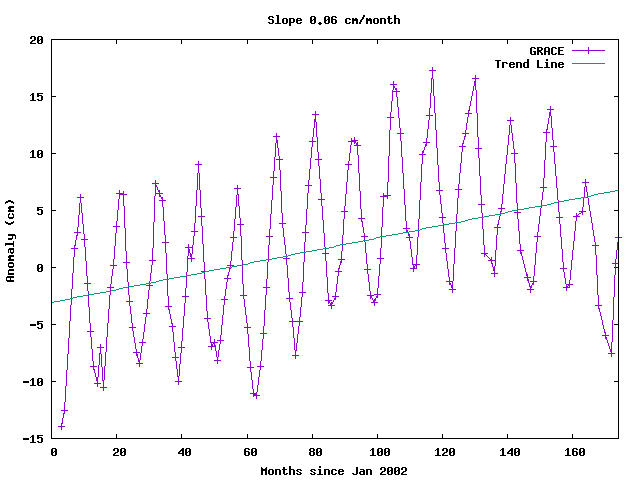 Slope 0.06 cm/month
GRACE
Trend Line
20
15
10
5
0
-5
-10
-15
Anomaly (cm)
0 20 40 60 80 100 120 140 160
Months since Jan 2002